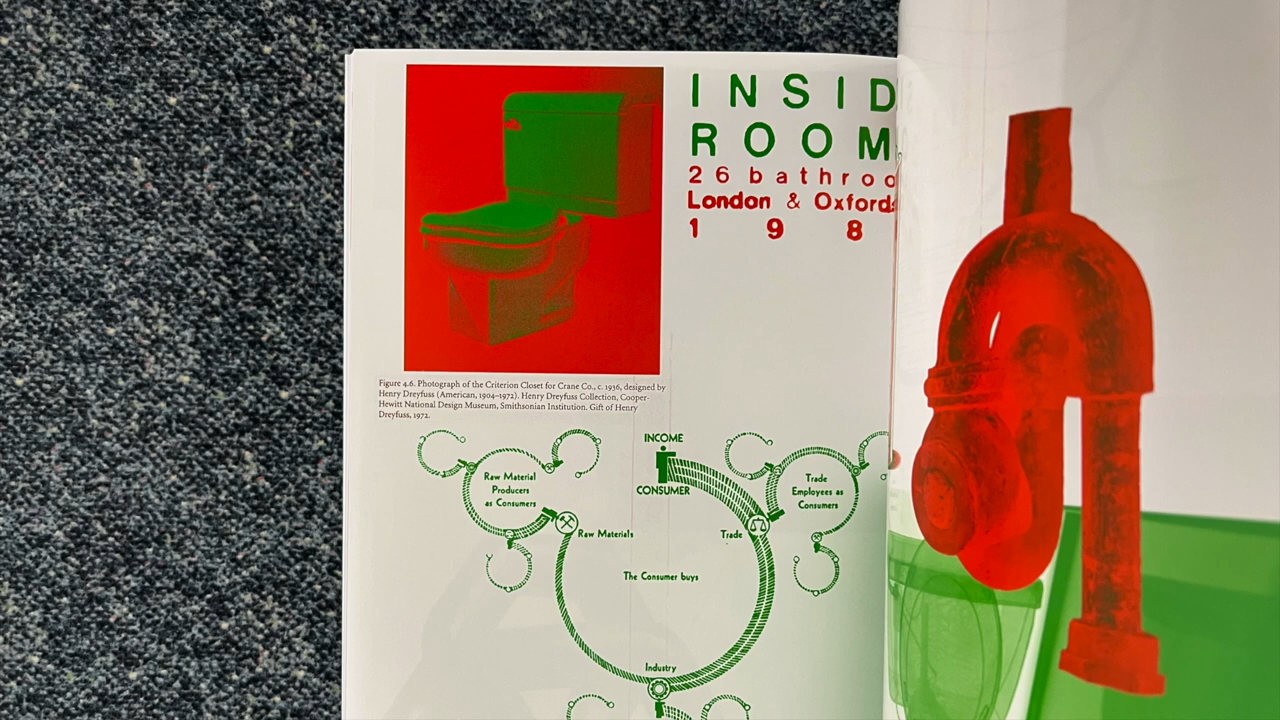 INSID
ROOM
26 bathroo
London & Oxfords
1 9 8
Figure 4.6. Photograph of the Criterion Closet for Crane Co., c. 1936, designed by
Henry Dreyfuss (American, 1904–1972). Henry Dreyfuss Collection, Cooper-
Hewitt National Design Museum, Smithsonian Institution. Gift of Henry
Dreyfuss, 1972.
INCOME
CONSUMER
Raw Material
Producers
as Consumers
Trade
Employees as
Consumers
Raw Materials
Trade
The Consumer buys
Industry